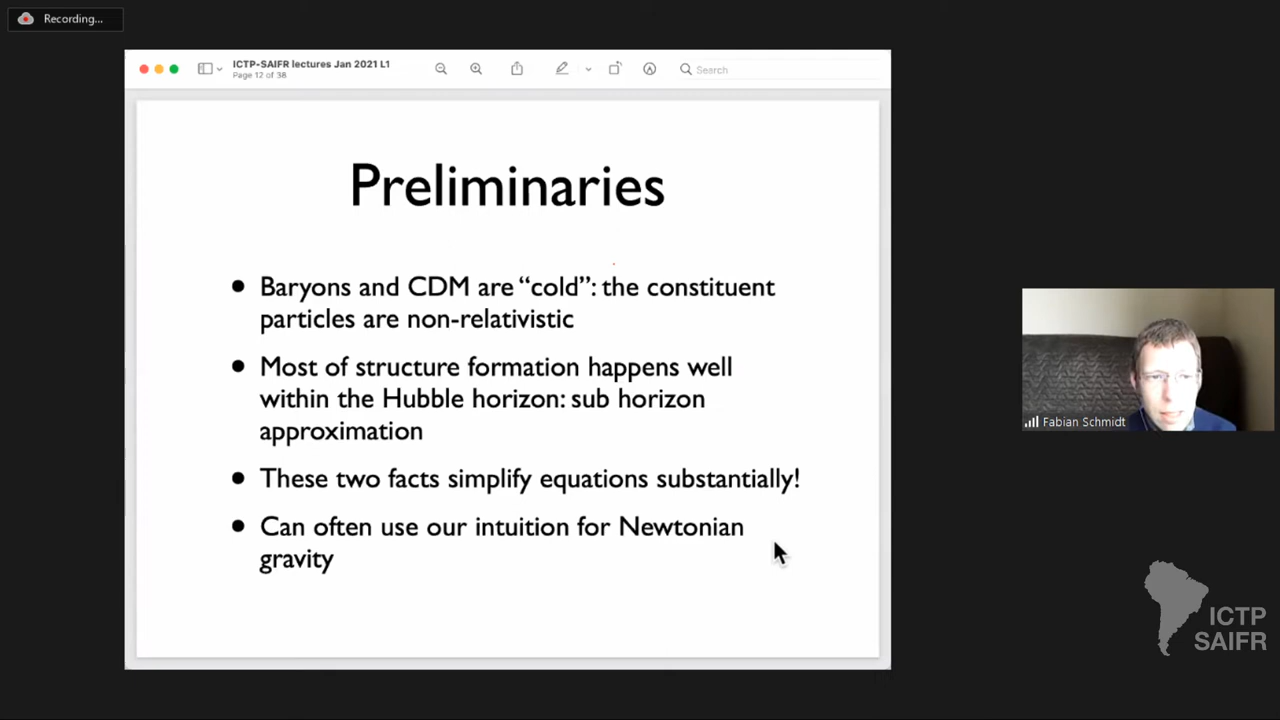 Recording...
ICTP-SAIFR lectures Jan 2021 L1
Page 12 of 38
Search
Preliminaries
Baryons and CDM are “cold”: the constituent
particles are non-relativistic
Most of structure formation happens well
within the Hubble horizon: sub horizon
approximation
These two facts simplify equations substantially!
Can often use our intuition for Newtonian
gravity
Fabian Schmidt
ICTP
SAIFR